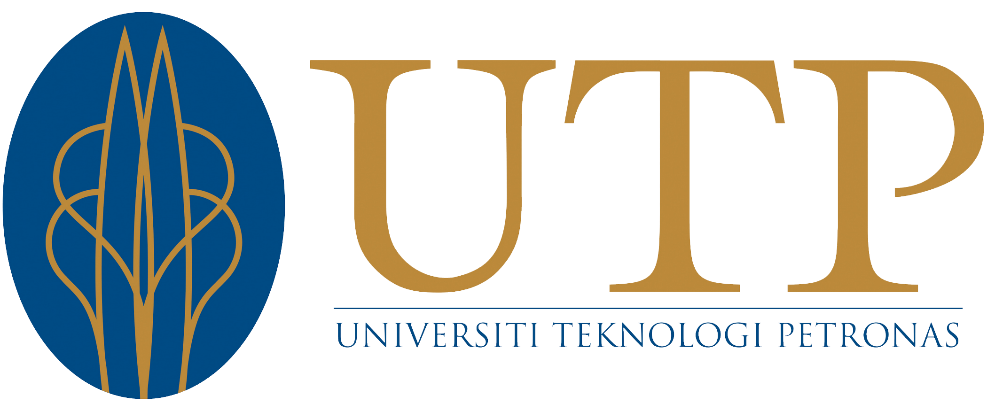 UTP
UNIVERSITI TEKNOLOGI PETRONAS